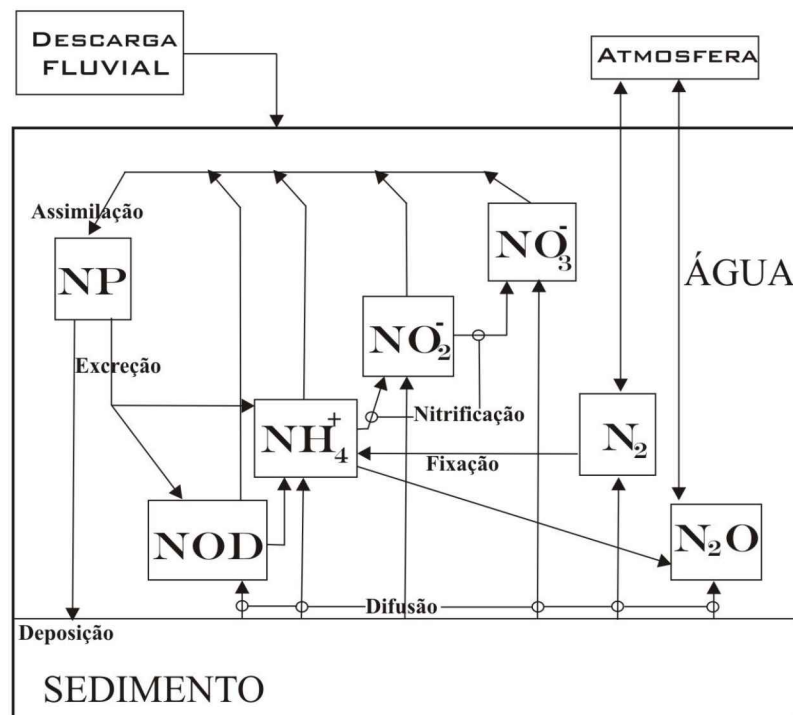 DESCARGA
FLUVIAL
ATMOSFERA
Assimilação
NO₃⁻
ÁGUA
NP
NO₂⁻
Excreção
NH₄⁺
Nitrificação
N₂
Fixação
NOD
N₂O
Difusão
Deposição
SEDIMENTO